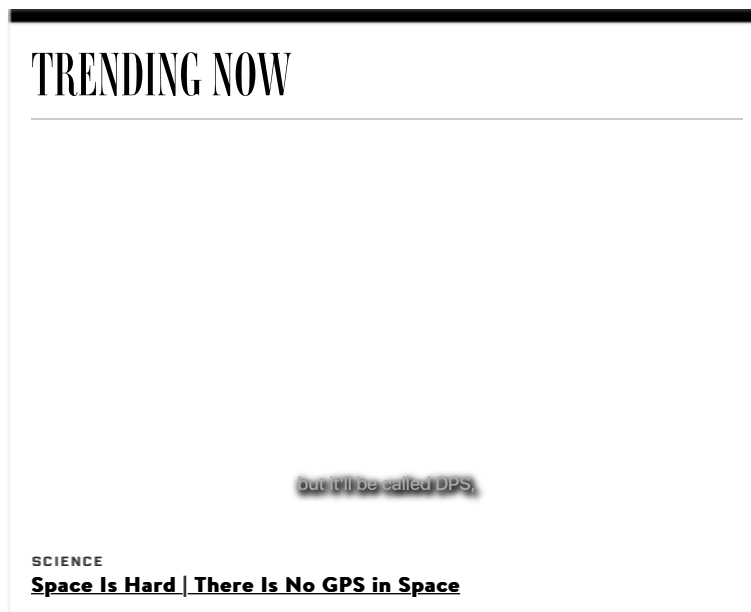 TRENDING NOW
but it'll be called DPS,
SCIENCE
Space Is Hard | There Is No GPS in Space